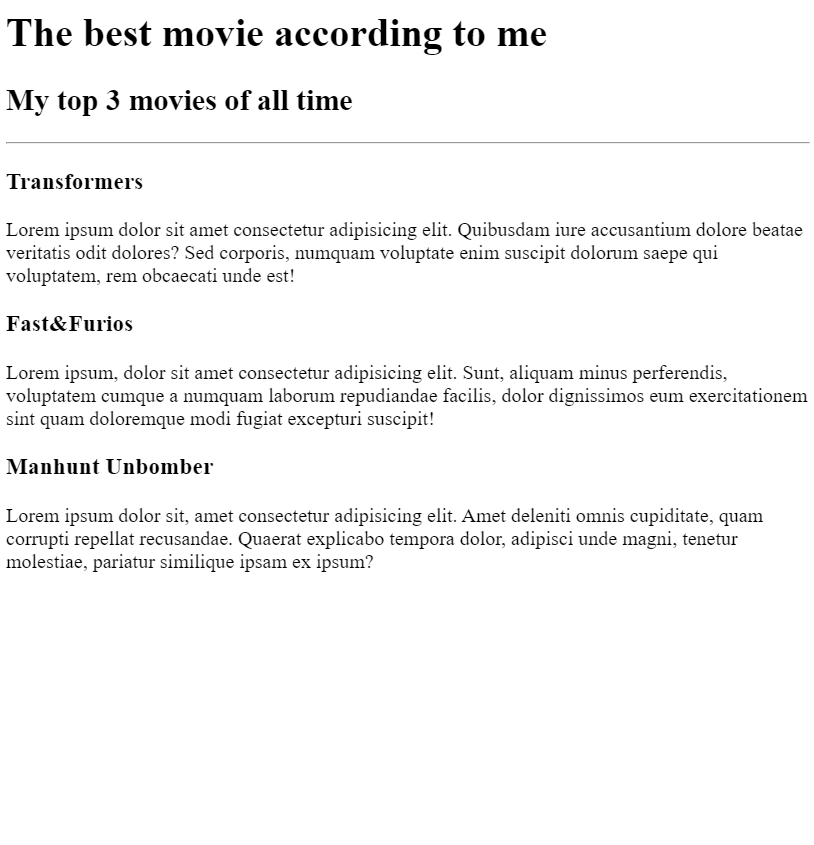 The best movie according to me
My top 3 movies of all time
Transformers
Lorem ipsum dolor sit amet consectetur adipisicing elit. Quibusdam iure accusantium dolore beatae
veritatis odit dolores? Sed corporis, numquam voluptate enim suscipit dolorum saepe qui
voluptatem, rem obcaecati unde est!
Fast&Furios
Lorem ipsum, dolor sit amet consectetur adipisicing elit. Sunt, aliquam minus perferendis,
voluptatem cumque a numquam laborum repudiandae facilis, dolor dignissimos eum exercitationem
sint quam doloremque modi fugiat excepturi suscipit!
Manhunt Unbomber
Lorem ipsum dolor sit, amet consectetur adipisicing elit. Amet deleniti omnis cupiditate, quam
corrupti repellat recusandae. Quaerat explicabo tempora dolor, adipisci unde magni, tenetur
molestiae, pariatur similique ipsam ex ipsum?